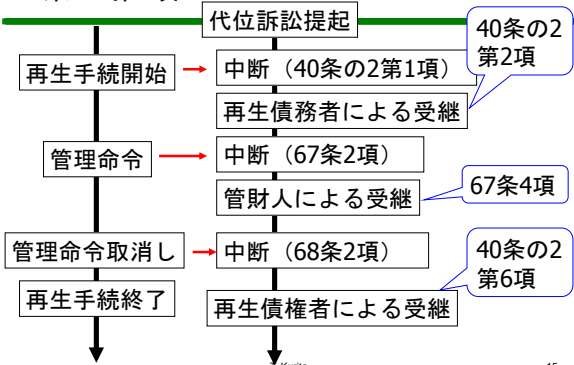 代位訴訟提起
40条の2
第2項
再生手続開始
中断（40条の2第1項）
再生債務者による受継
管理命令
中断（67条2項）
67条4項
管財人による受継
管理命令取消し
中断（68条2項）
40条の2
第6項
再生手続終了
再生債権者による受継